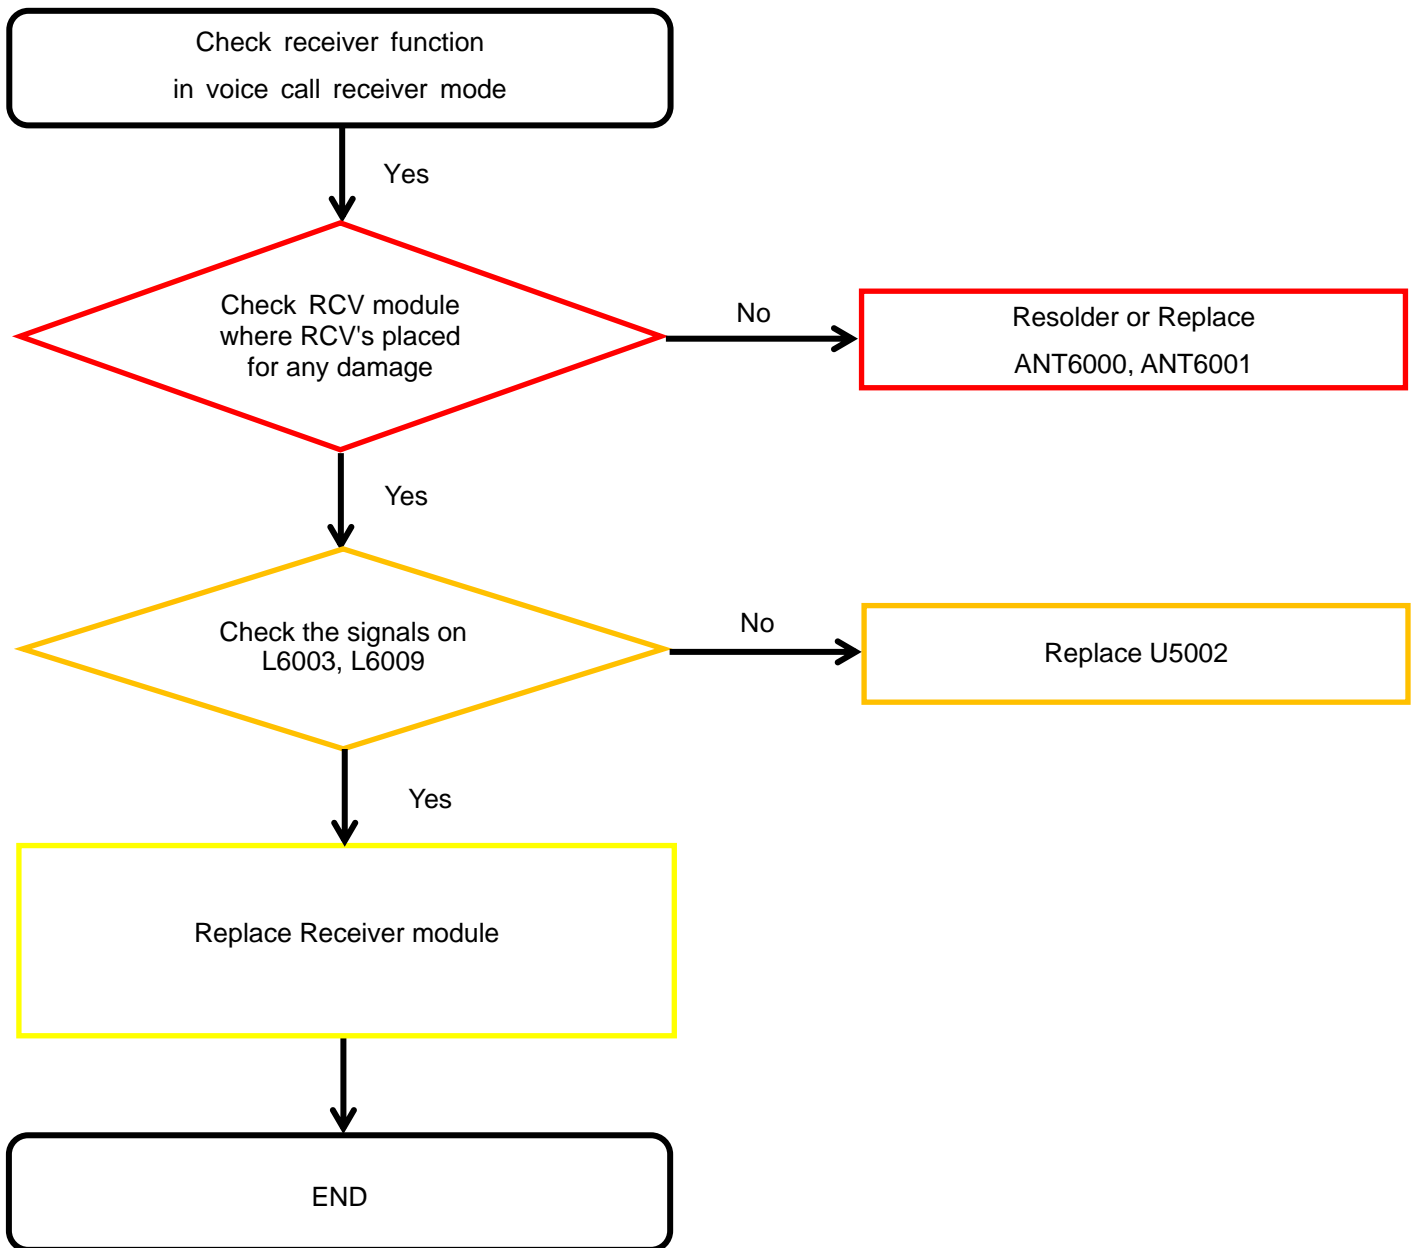 Check receiver function
in voice call receiver mode
Yes
Check RCV module
where RCV's placed
for any damage
No
Resolder or Replace
ANT6000, ANT6001
Yes
Check the signals on
L6003, L6009
No
Replace U5002
Yes
Replace Receiver module
END